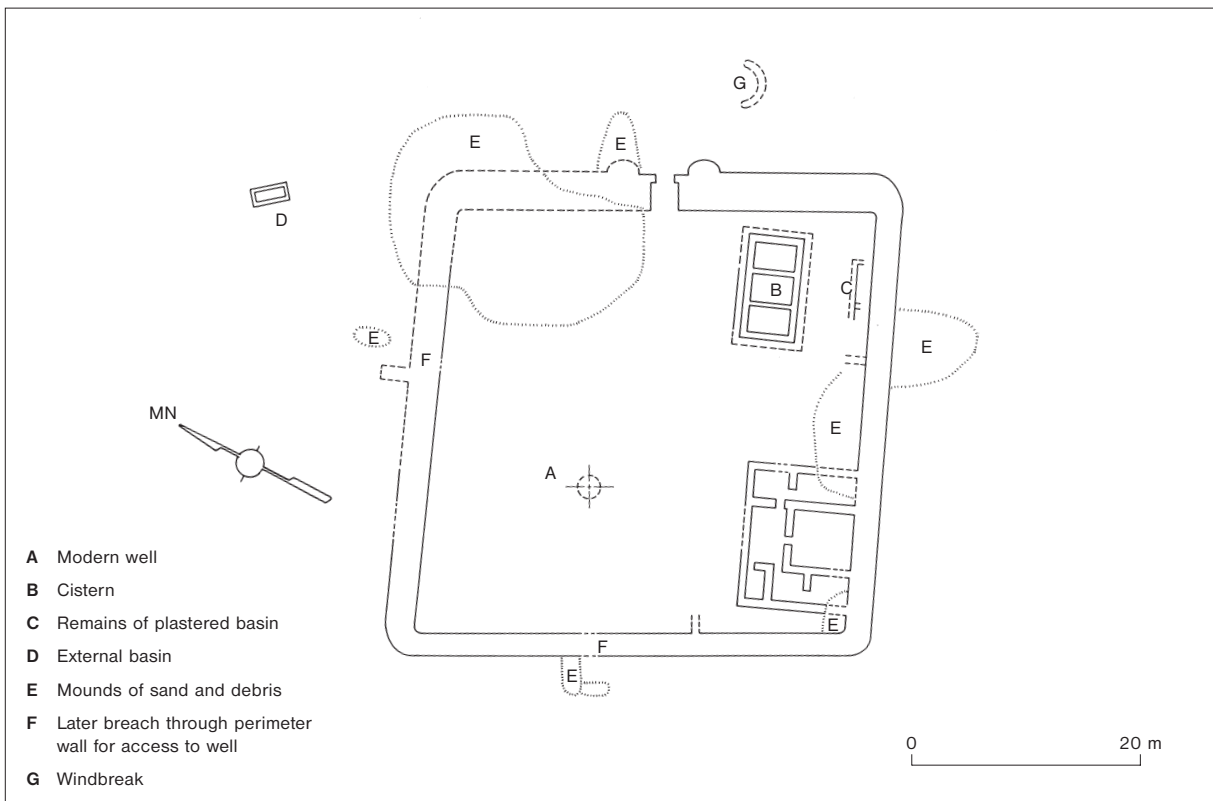 G
E
E
D
B
C
E
E
F
MN
E
A
E
F
E
A Modern well
B Cistern
C Remains of plastered basin
D External basin
E Mounds of sand and debris
F Later breach through perimeter
wall for access to well
G Windbreak
0 20 m